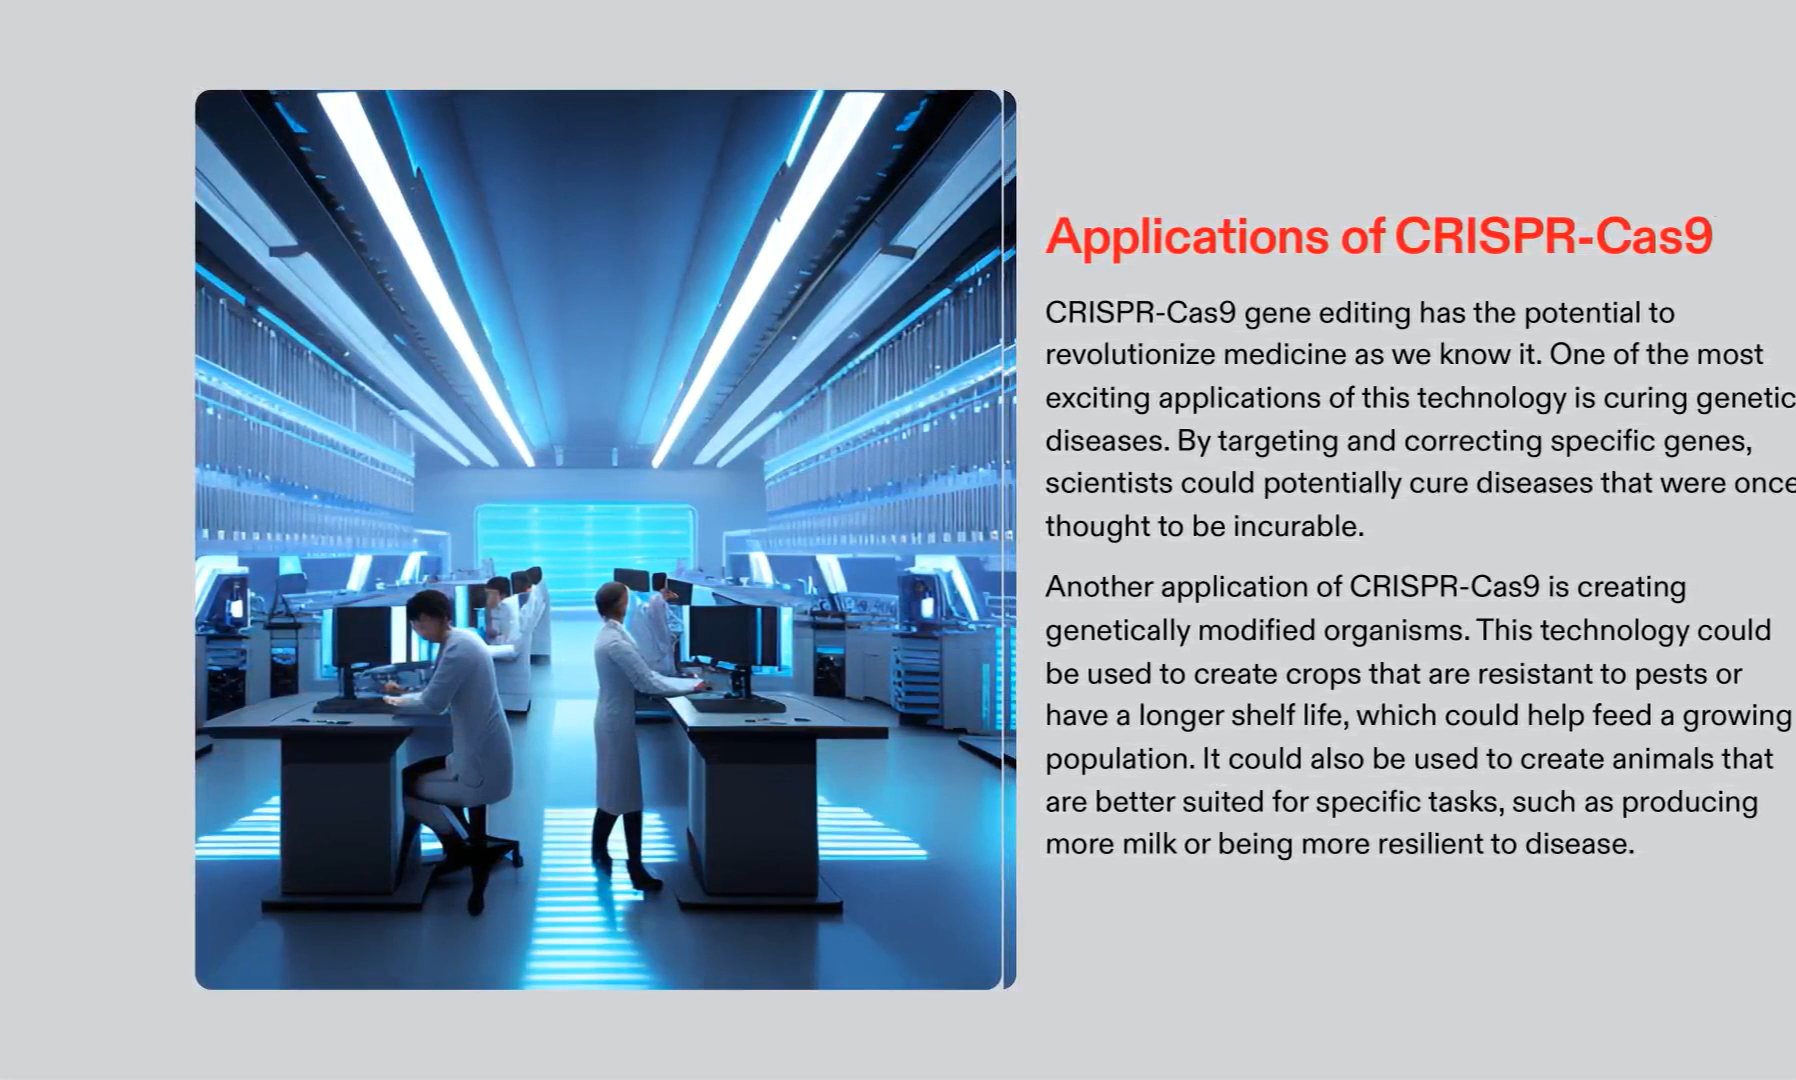 Applications of CRISPR-Cas9
CRISPR-Cas9 gene editing has the potential to
revolutionize medicine as we know it. One of the most
exciting applications of this technology is curing genetic
diseases. By targeting and correcting specific genes,
scientists could potentially cure diseases that were once
thought to be incurable.
Another application of CRISPR-Cas9 is creating
genetically modified organisms. This technology could
be used to create crops that are resistant to pests or
have a longer shelf life, which could help feed a growing
population. It could also be used to create animals that
are better suited for specific tasks, such as producing
more milk or being more resilient to disease.